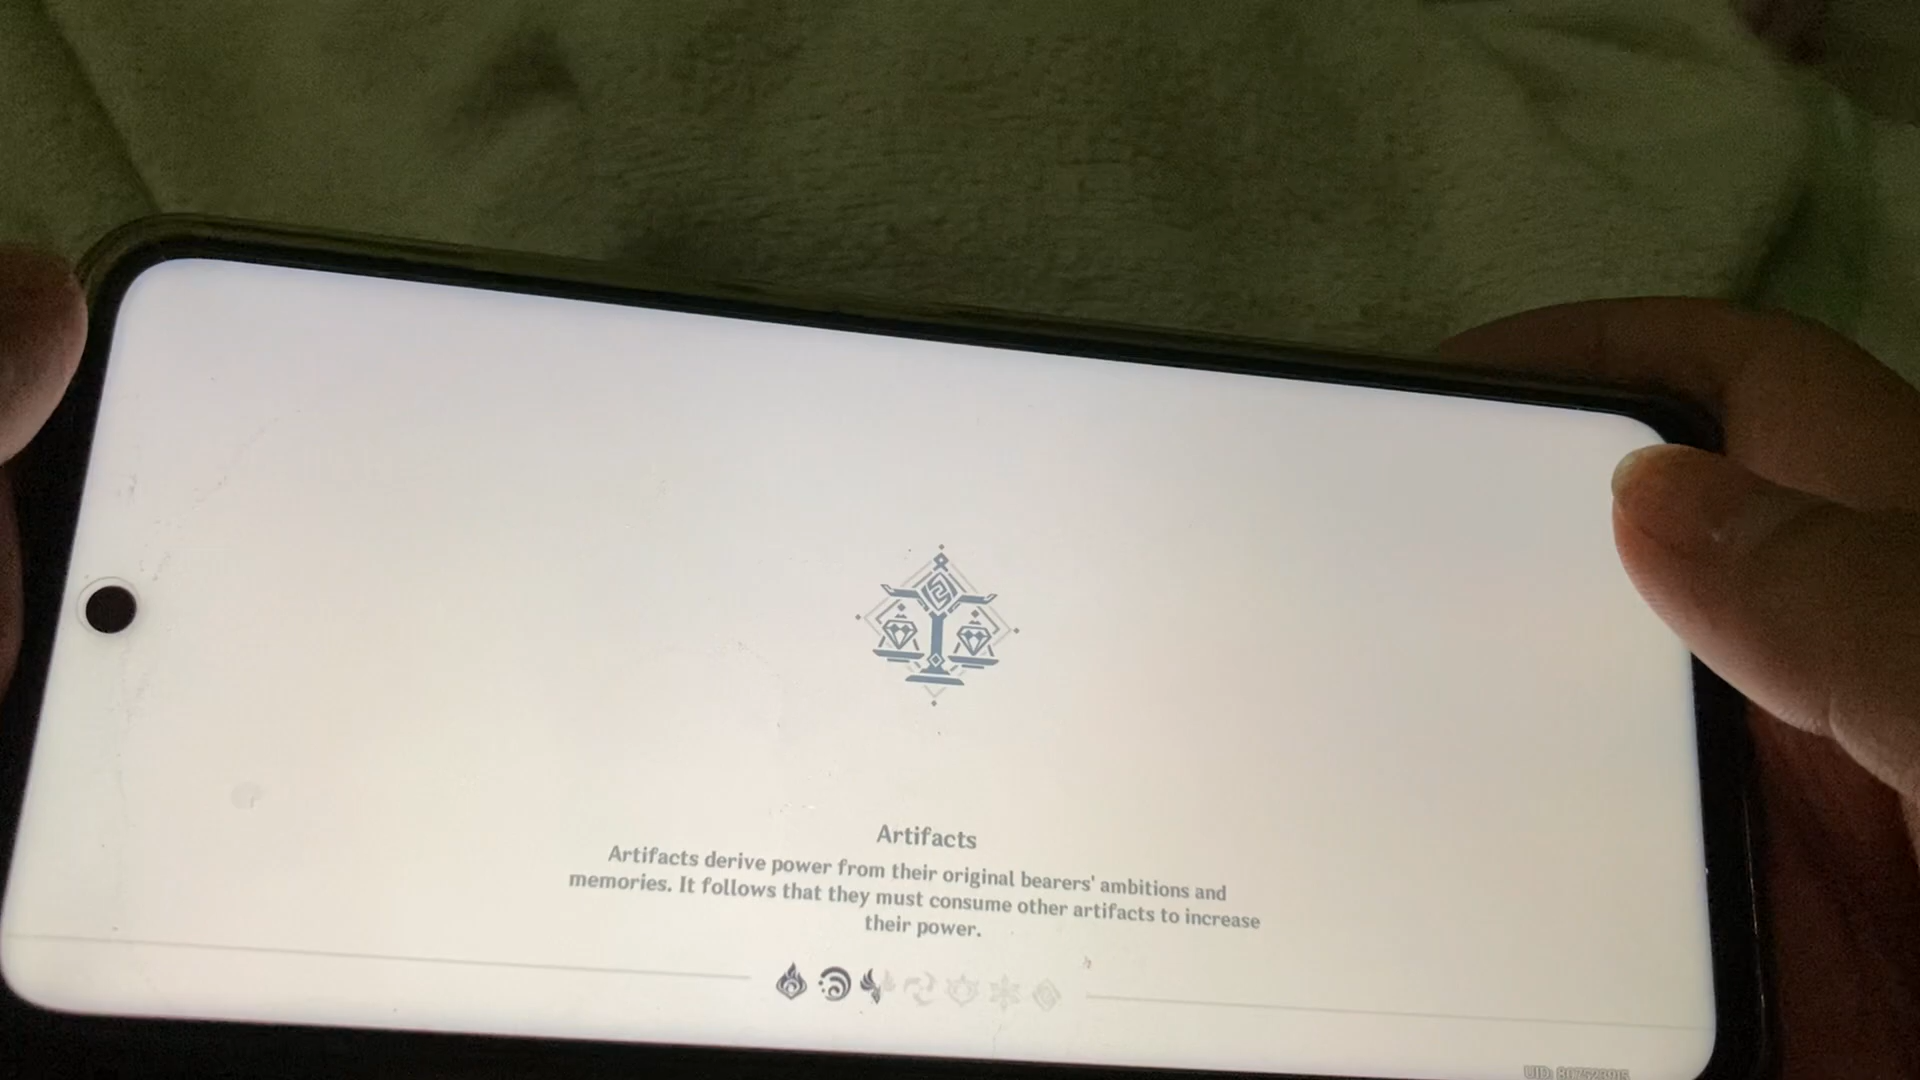 Artifacts
Artifacts derive power from their original bearers' ambitions and
memories. It follows that they must consume other artifacts to increase
their power.
UID: